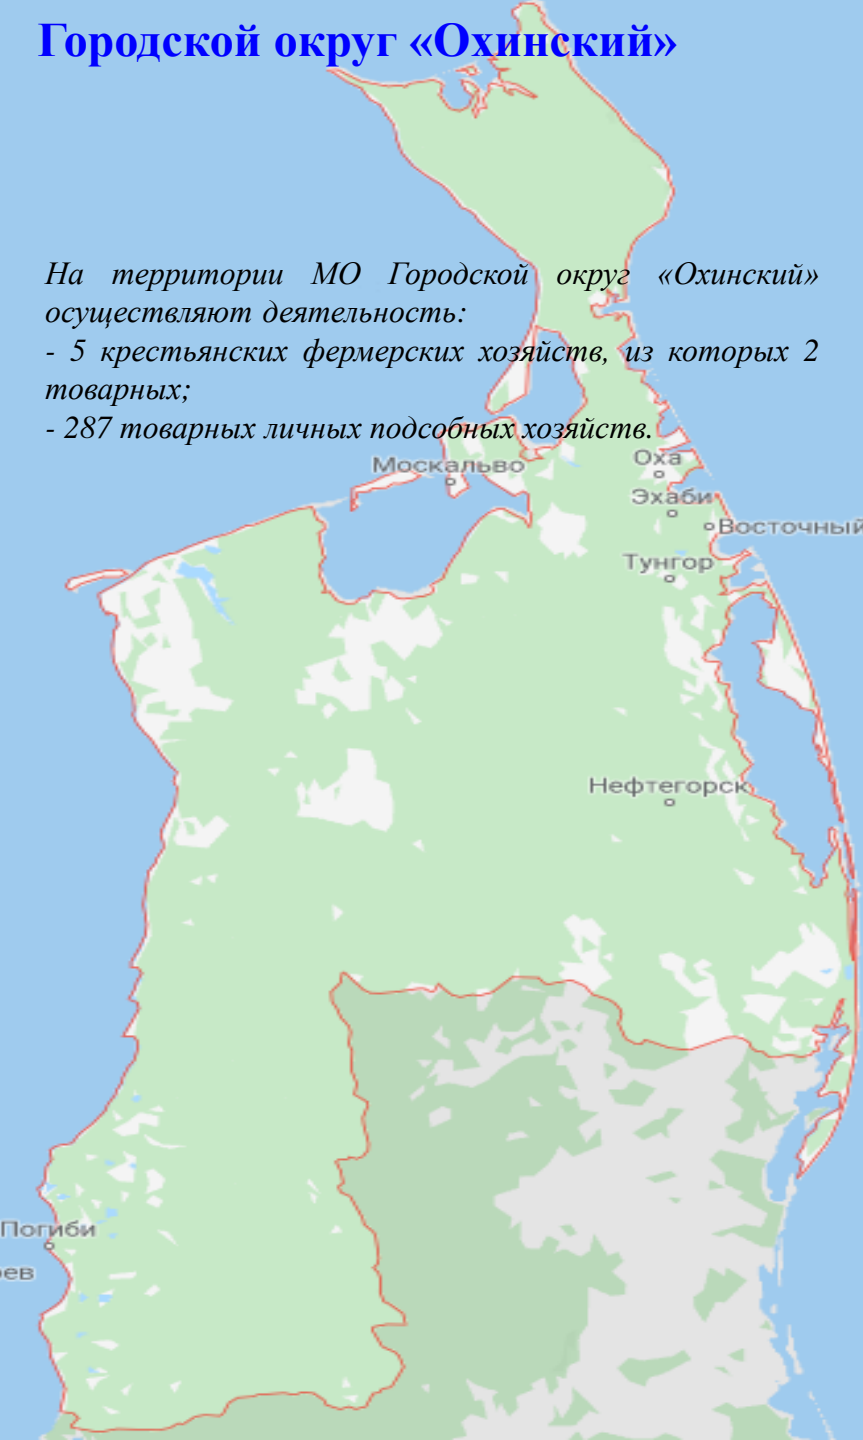 Городской округ «Охинский»
На территории МО Городской округ «Охинский»
осуществляют деятельность:
- 5 крестьянских фермерских хозяйств, из которых 2
товарных;
- 287 товарных личных подсобных хозяйств.
Москальво
Оха
Эхаби
Восточный
Тунгор
Нефтегорск
Погиби
ев